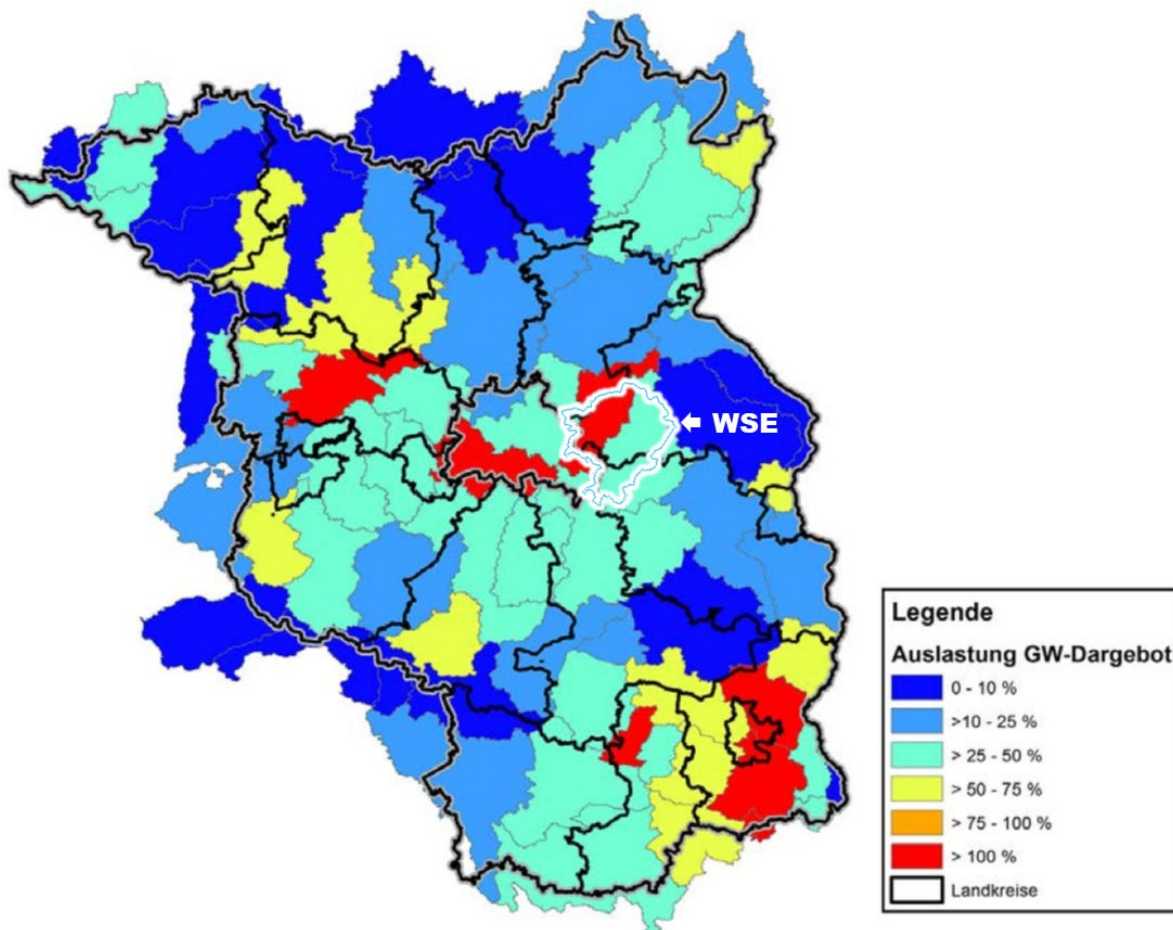 WSE
Legende
Auslastung GW-Dargebot
0 - 10 %
>10 - 25 %
> 25 - 50 %
> 50 - 75 %
> 75 - 100 %
> 100 %
Landkreise